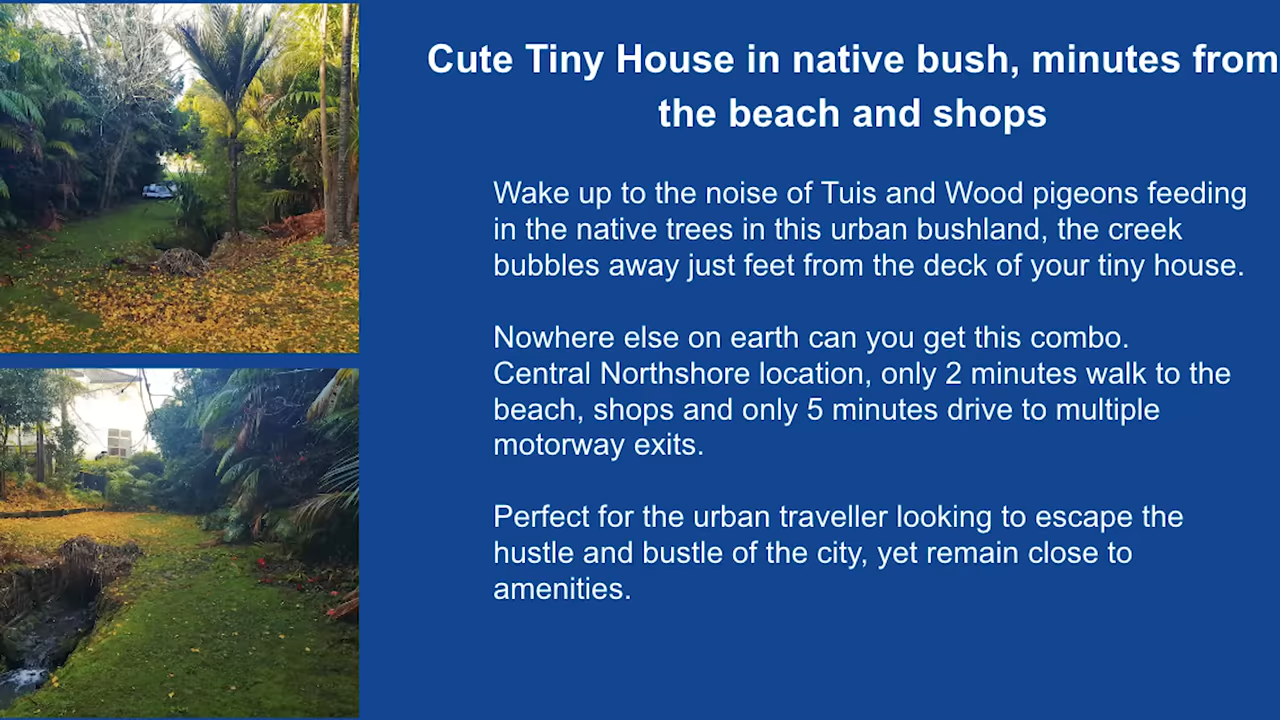 Cute Tiny House in native bush, minutes from
the beach and shops
Wake up to the noise of Tuis and Wood pigeons feeding
in the native trees in this urban bushland, the creek
bubbles away just feet from the deck of your tiny house.
Nowhere else on earth can you get this combo.
Central Northshore location, only 2 minutes walk to the
beach, shops and only 5 minutes drive to multiple
motorway exits.
Perfect for the urban traveller looking to escape the
hustle and bustle of the city, yet remain close to
amenities.